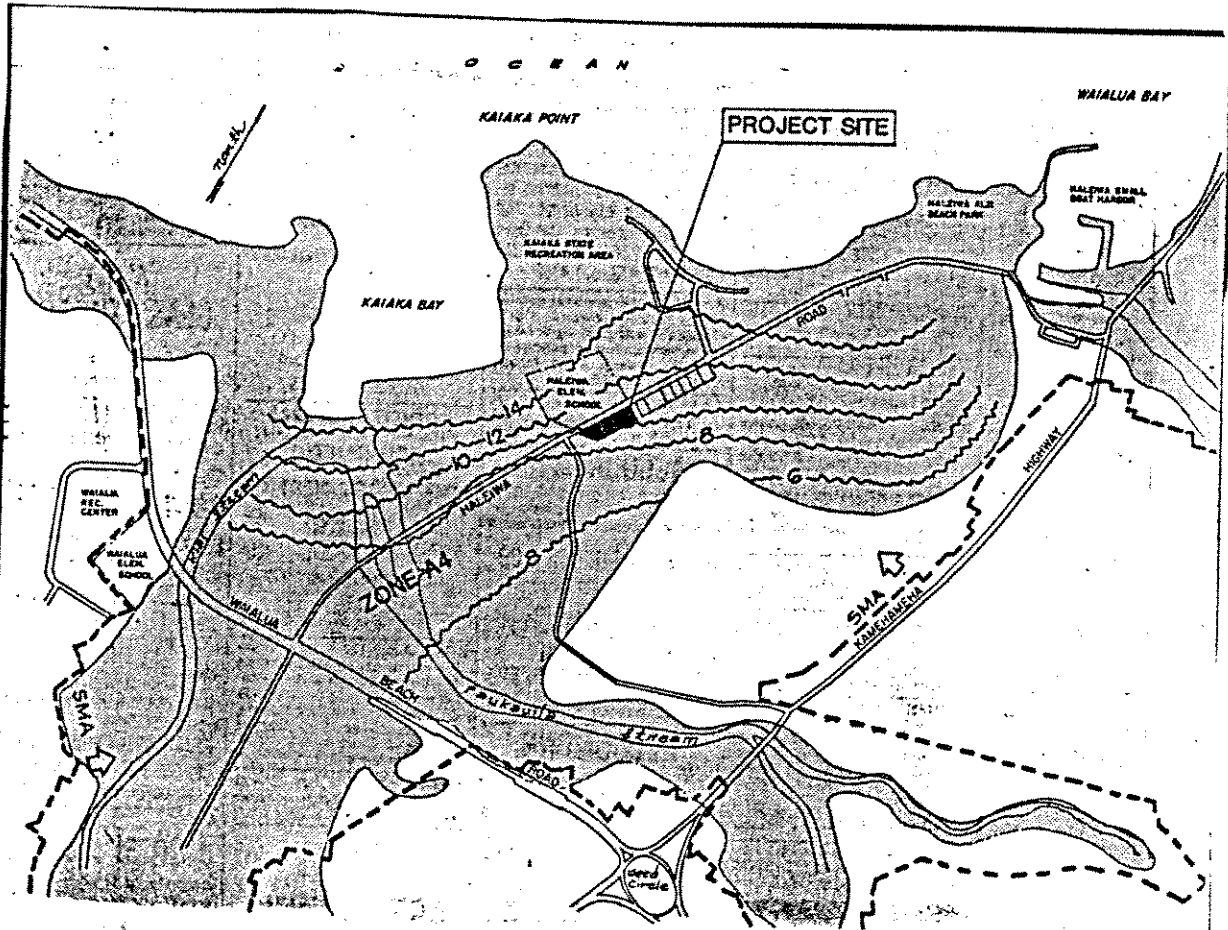 OCEAN
WAIALUA BAY
KAIAKA POINT
PROJECT SITE
north
HALEIWA ALII
BEACH PARK
HALEIWA SMALL
BOAT HARBOR
KAIAKA STATE
RECREATION AREA
KAIAKA BAY
ROAD
HALEIWA
ELEM.
SCHOOL
14
12
10
8
6
HALEIWA
HIGHWAY
WAIALUA
REC.
CENTER
stream
WAIALUA
ELEM.
SCHOOL
ZONE-A4
8
SMA
KAMEHAMEHA
WAIALUA
BEACH
ROAD
SMA
stream
weed
Circle